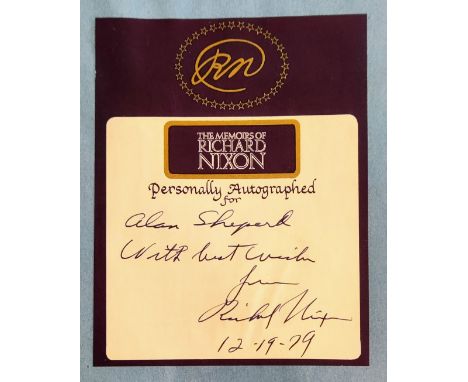 RN
THE MEMOIRS OF
RICHARD
NIXON
Personally Autographed
for
Alan Shepard
With best wishes
from
Richard Nixon
12-19-79